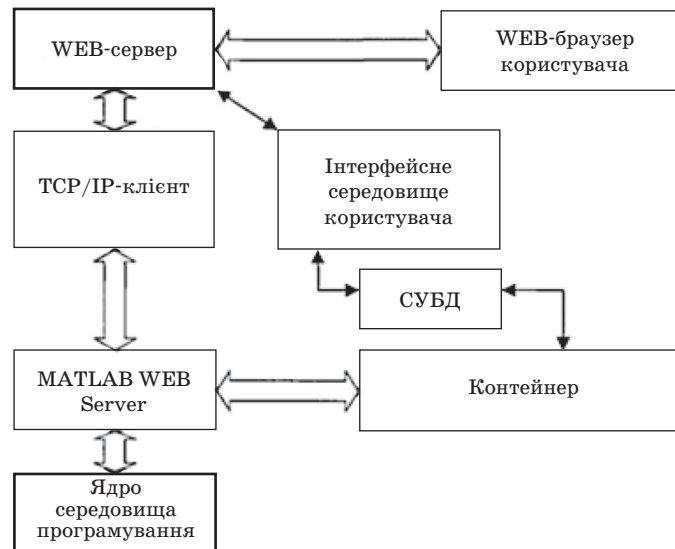 WEB-сервер
WEB-браузер
користувача
TCP/IP-клієнт
Інтерфейсне
середовище
користувача
СУБД
MATLAB WEB
Server
Контейнер
Ядро
середовища
програмування